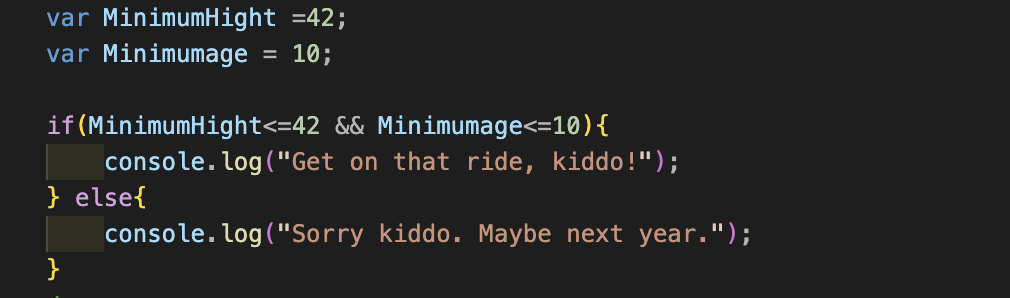 var MinimumHight =42;
var Minimumage = 10;
if(MinimumHight<=42 && Minimumage<=10){
console.log("Get on that ride, kiddo!");
} else{
console.log("Sorry kiddo. Maybe next year.");
}